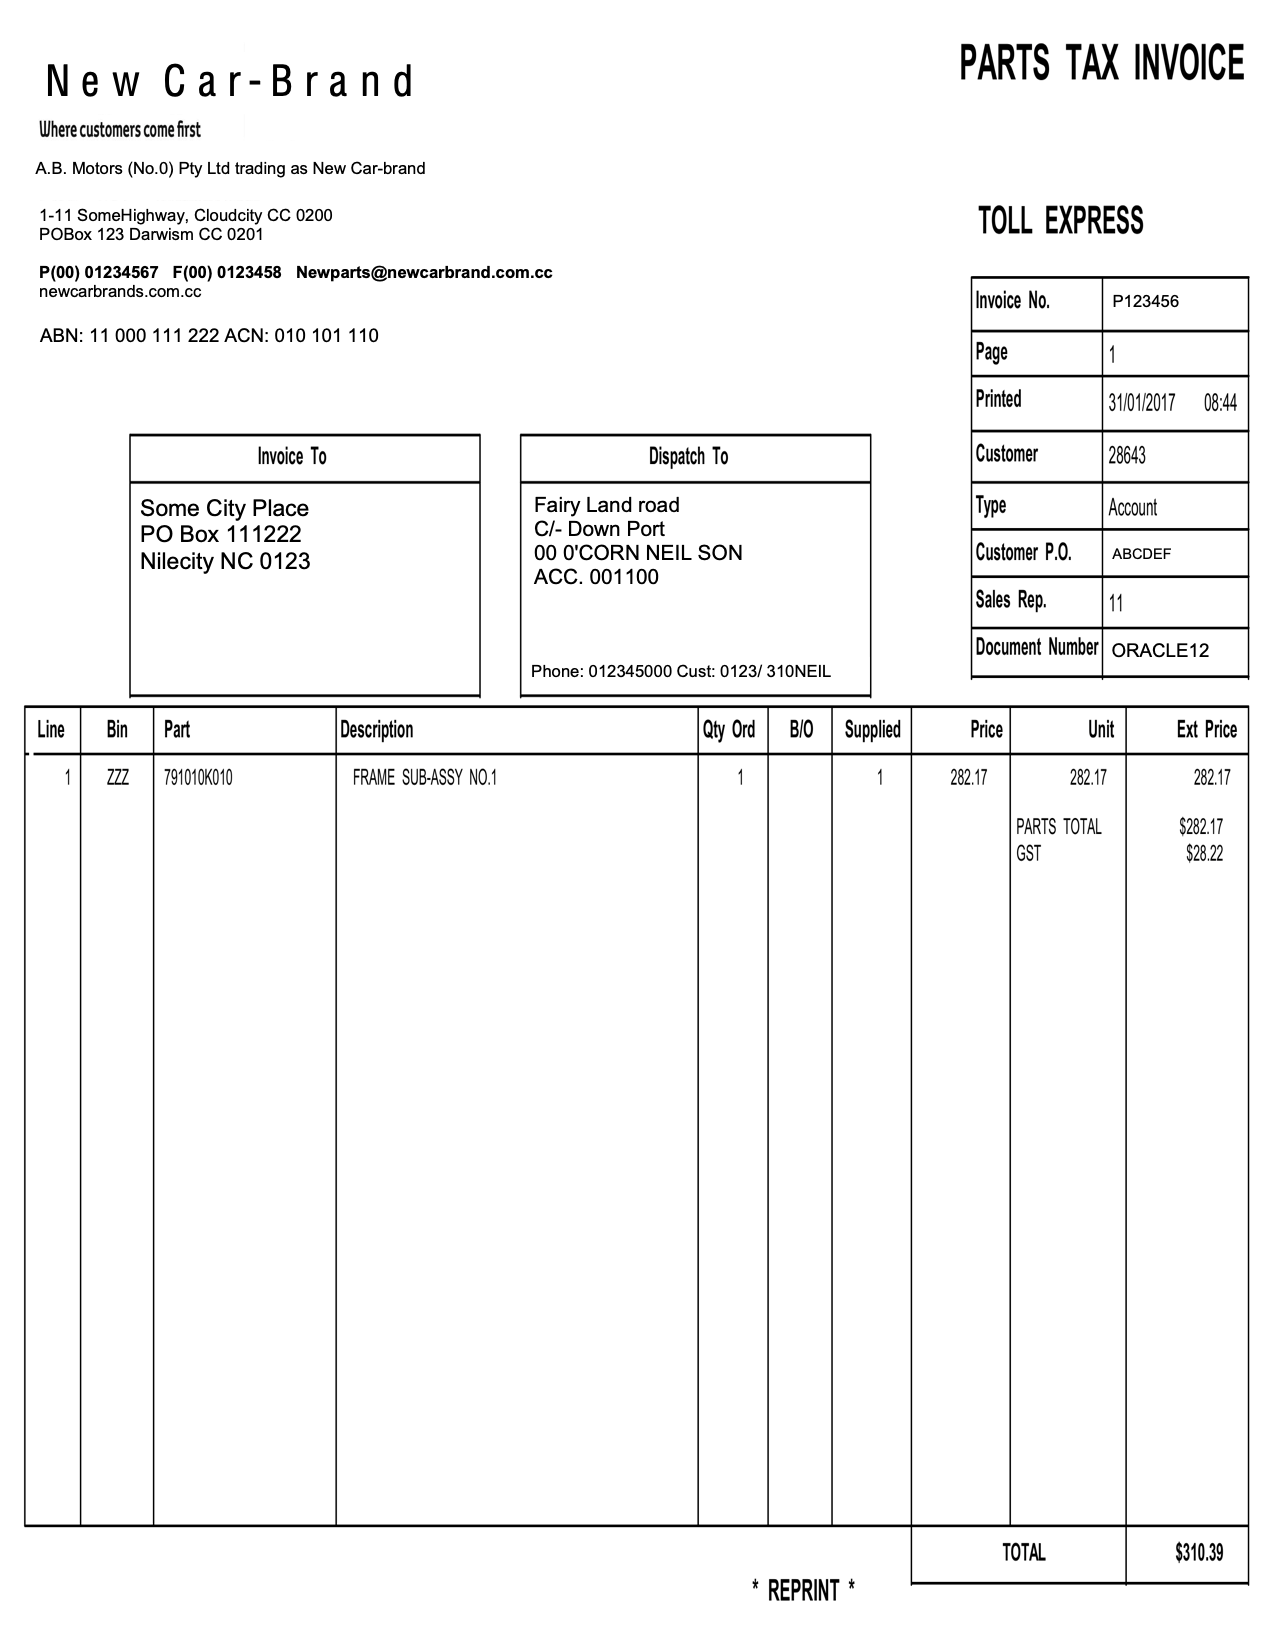 New Car-Brand
PARTS TAX INVOICE
Where customers come first
A.B. Motors (No.0) Pty Ltd trading as New Car-brand
1-11 SomeHighway, Cloudcity CC 0200
POBox 123 Darwism CC 0201
TOLL EXPRESS
P(00) 01234567 F(00) 0123458 Newparts@newcarbrand.com.cc
newcarbrands.com.cc
ABN: 11 000 111 222 ACN: 010 101 110
Invoice No. P123456
Page 1
Printed 31/01/2017 08:44
Customer 28643
Type Account
Customer P.O. ABCDEF
Sales Rep. 11
Document Number ORACLE12
Invoice To
Some City Place
PO Box 111222
Nilecity NC 0123
Dispatch To
Fairy Land road
C/- Down Port
00 0'CORN NEIL SON
ACC. 001100
Phone: 012345000 Cust: 0123/ 310NEIL
Line Bin Part Description Qty Ord B/O Supplied Price Unit Ext Price
1 ZZZ 791010K010 FRAME SUB-ASSY NO.1 1 1 282.17 282.17 282.17
PARTS TOTAL $282.17
GST $28.22
TOTAL $310.39
* REPRINT *